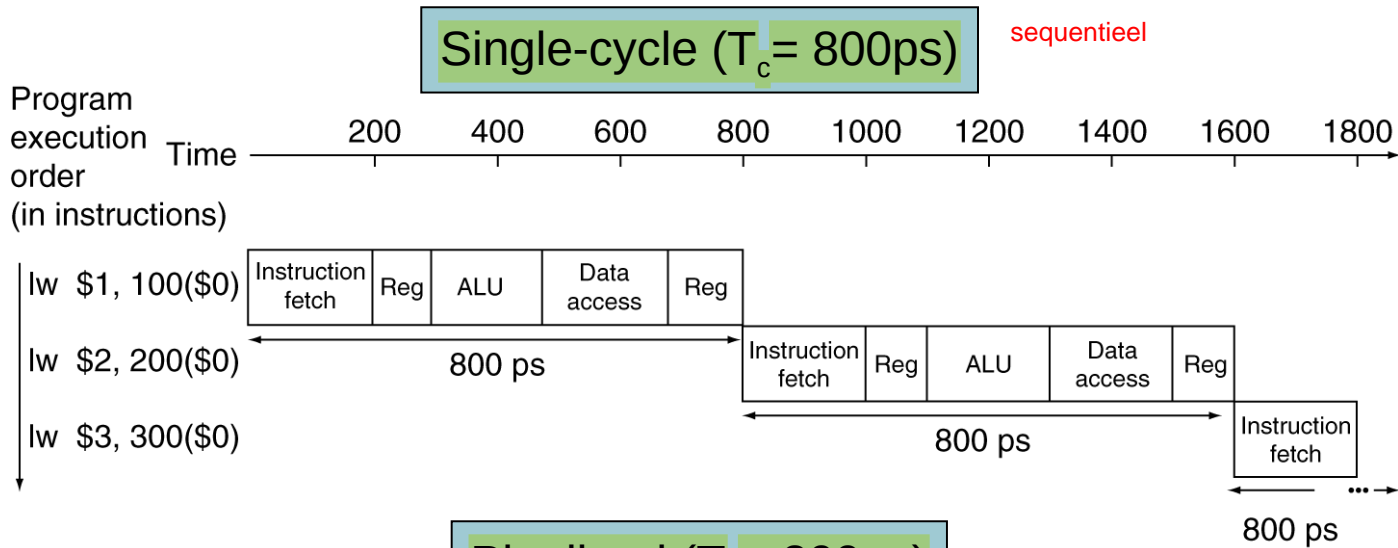 Single-cycle (Tc= 800ps)
sequentieel
Program
execution
order
(in instructions)
Time
200 400 600 800 1000 1200 1400 1600 1800
lw $1, 100($0)
Instruction
fetch
Reg
ALU
Data
access
Reg
800 ps
lw $2, 200($0)
Instruction
fetch
Reg
ALU
Data
access
Reg
800 ps
lw $3, 300($0)
Instruction
fetch
...
800 ps